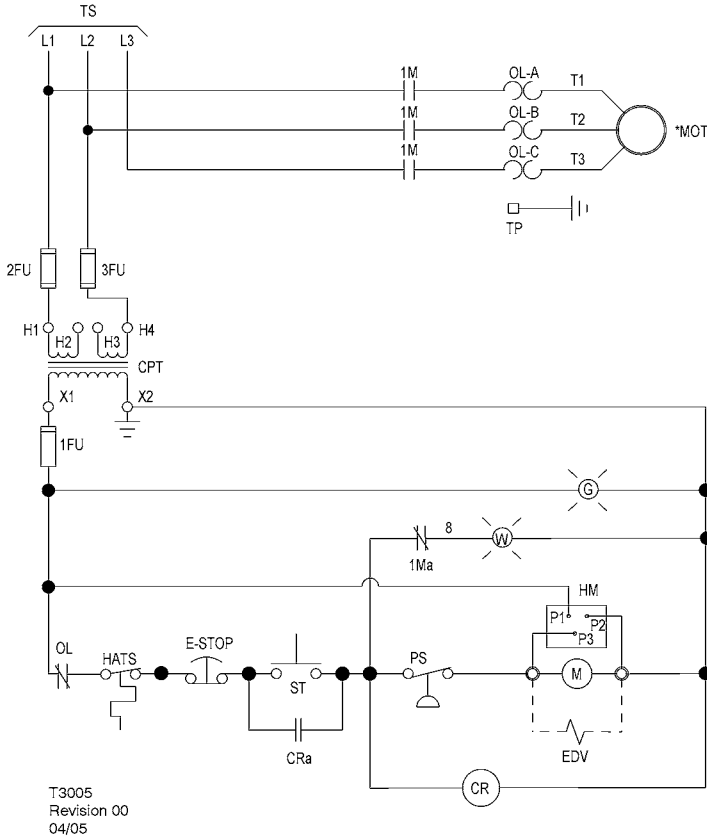 TS
L1 L2 L3
1M OL-A T1
1M OL-B T2 *MOT
1M OL-C T3
TP
2FU 3FU
H1 H2 H3 H4
CPT
X1 X2
1FU
G
8 W
1Ma
HM
P1 P2
P3
OL HATS E-STOP ST PS M
CRa EDV
CR
T3005
Revision 00
04/05